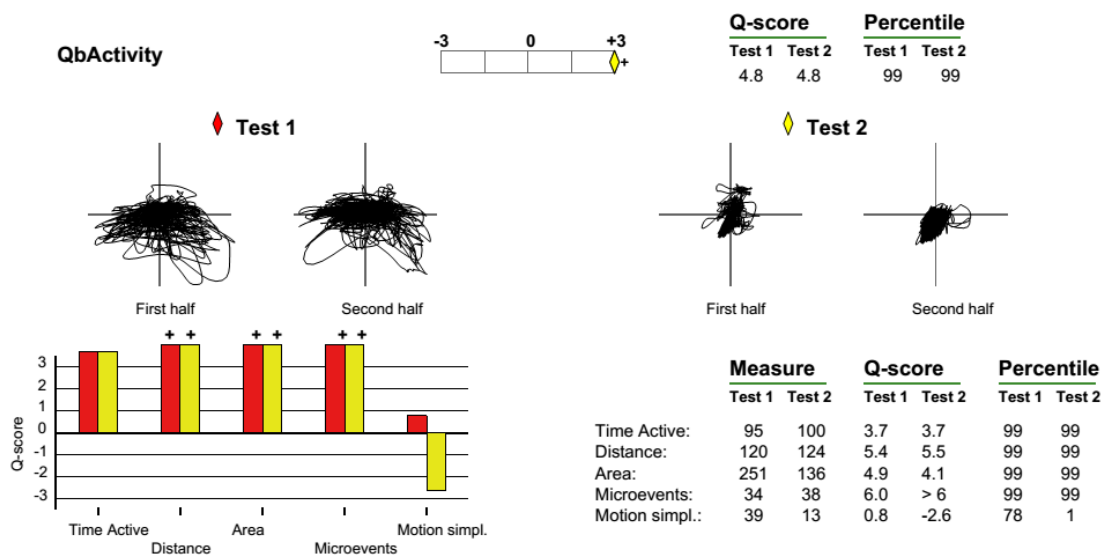 QbActivity
-3 0 +3
+
Q-score Percentile
Test 1 Test 2 Test 1 Test 2
4.8 4.8 99 99
Test 1
Test 2
First half Second half
First half Second half
+ + + + + +
3
2
1
0
-1
-2
-3
Q-score
Time Active Area Motion simpl.
Distance Microevents
Measure Q-score Percentile
Test 1 Test 2 Test 1 Test 2 Test 1 Test 2
Time Active: 95 100 3.7 3.7 99 99
Distance: 120 124 5.4 5.5 99 99
Area: 251 136 4.9 4.1 99 99
Microevents: 34 38 6.0 > 6 99 99
Motion simpl.: 39 13 0.8 -2.6 78 1